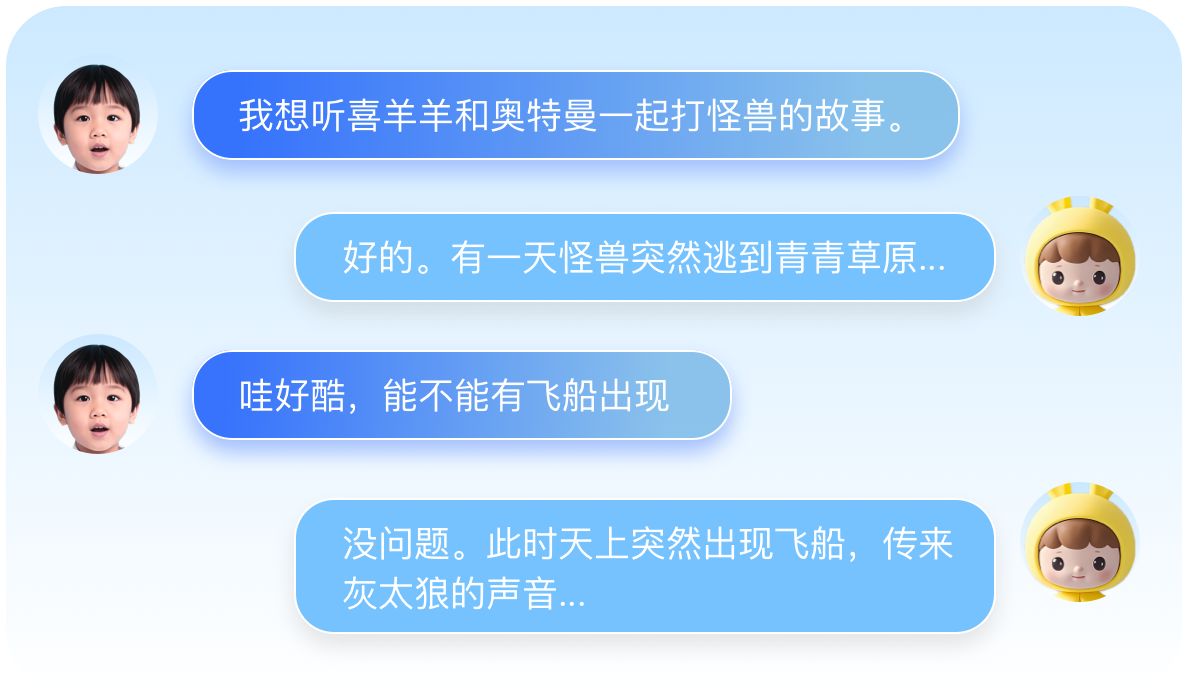 我想听喜羊羊和奥特曼一起打怪兽的故事。
好的。有一天怪兽突然逃到青青草原...
哇好酷，能不能有飞船出现
没问题。此时天上突然出现飞船，传来
灰太狼的声音...